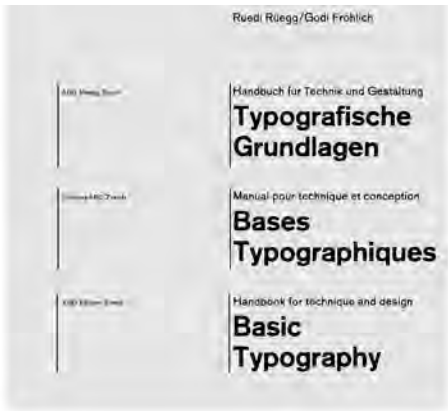 Ruedi Rüegg/Godi Fröhlich
Handbuch für Technik und Gestaltung
Typografische
Grundlagen
Manual pour technique et conception
Bases
Typographiques
Handbook for technique and design
Basic
Typography